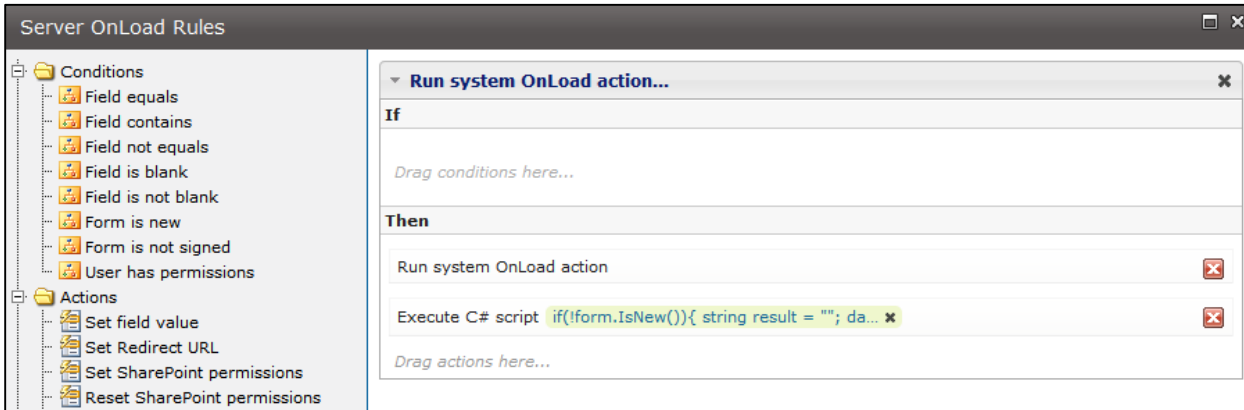 Server OnLoad Rules
Conditions
Field equals
Field contains
Field not equals
Field is blank
Field is not blank
Form is new
Form is not signed
User has permissions
Actions
Set field value
Set Redirect URL
Set SharePoint permissions
Reset SharePoint permissions
Run system OnLoad action...
If
Drag conditions here...
Then
Run system OnLoad action
Execute C# script if(!form.IsNew()){ string result = ""; da...
Drag actions here...